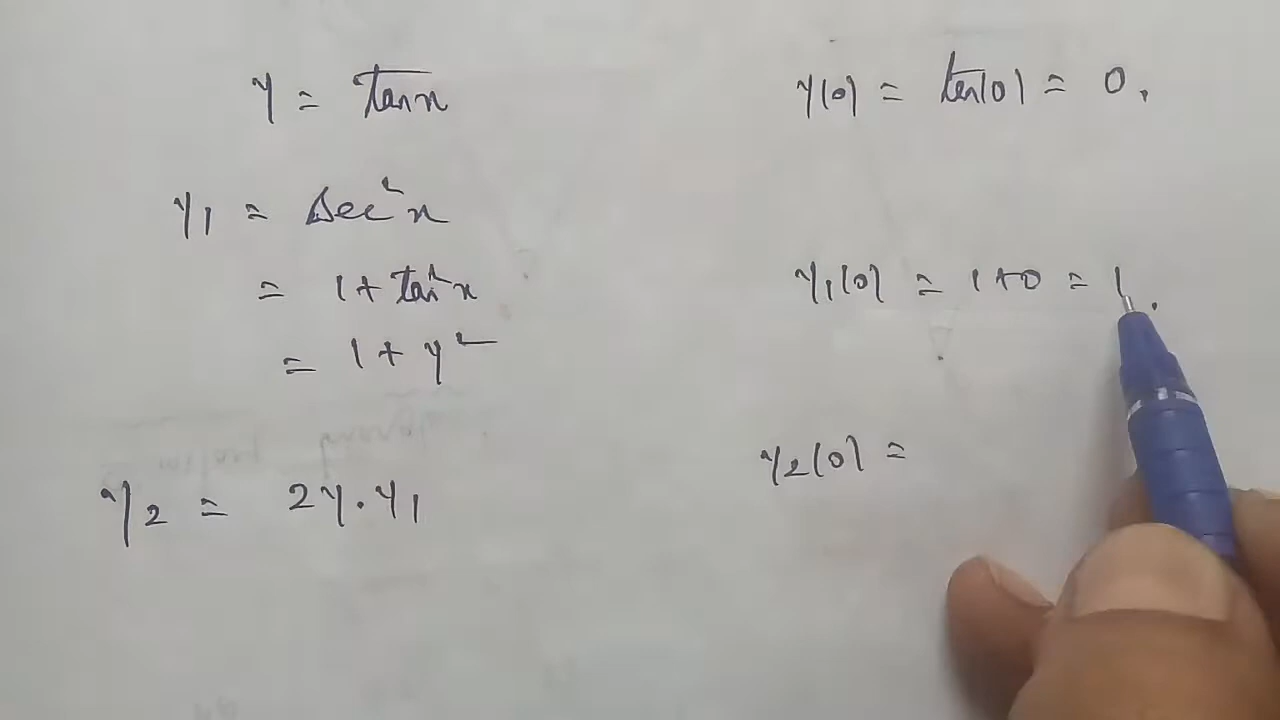 y = tan x
y(0) = tan(0) = 0,
y₁ = sec²x
= 1 + tan²x
y₁(0) = 1+0 = 1.
= 1 + y²
y₂(0) =
y₂ = 2y·y₁